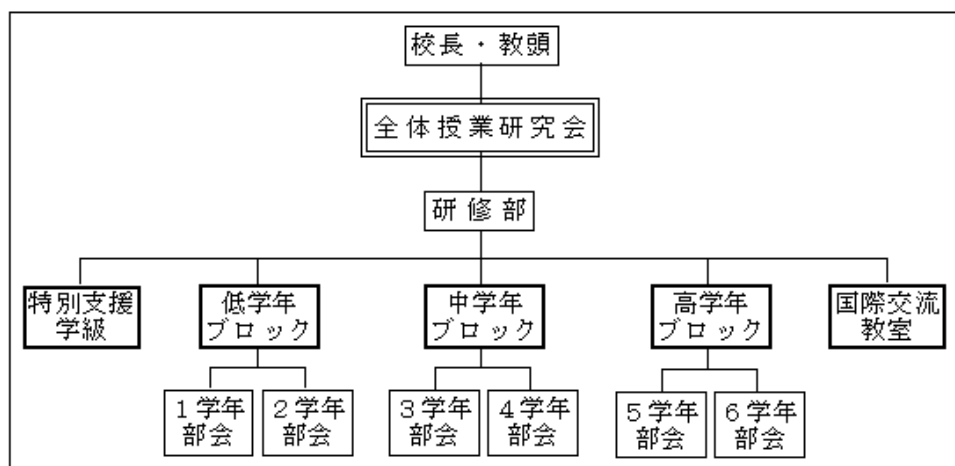 校長・教頭
全体授業研究会
研修部
特別支援
学級
低学年
ブロック
中学年
ブロック
高学年
ブロック
国際交流
教室
１学年
部会
２学年
部会
３学年
部会
４学年
部会
５学年
部会
６学年
部会